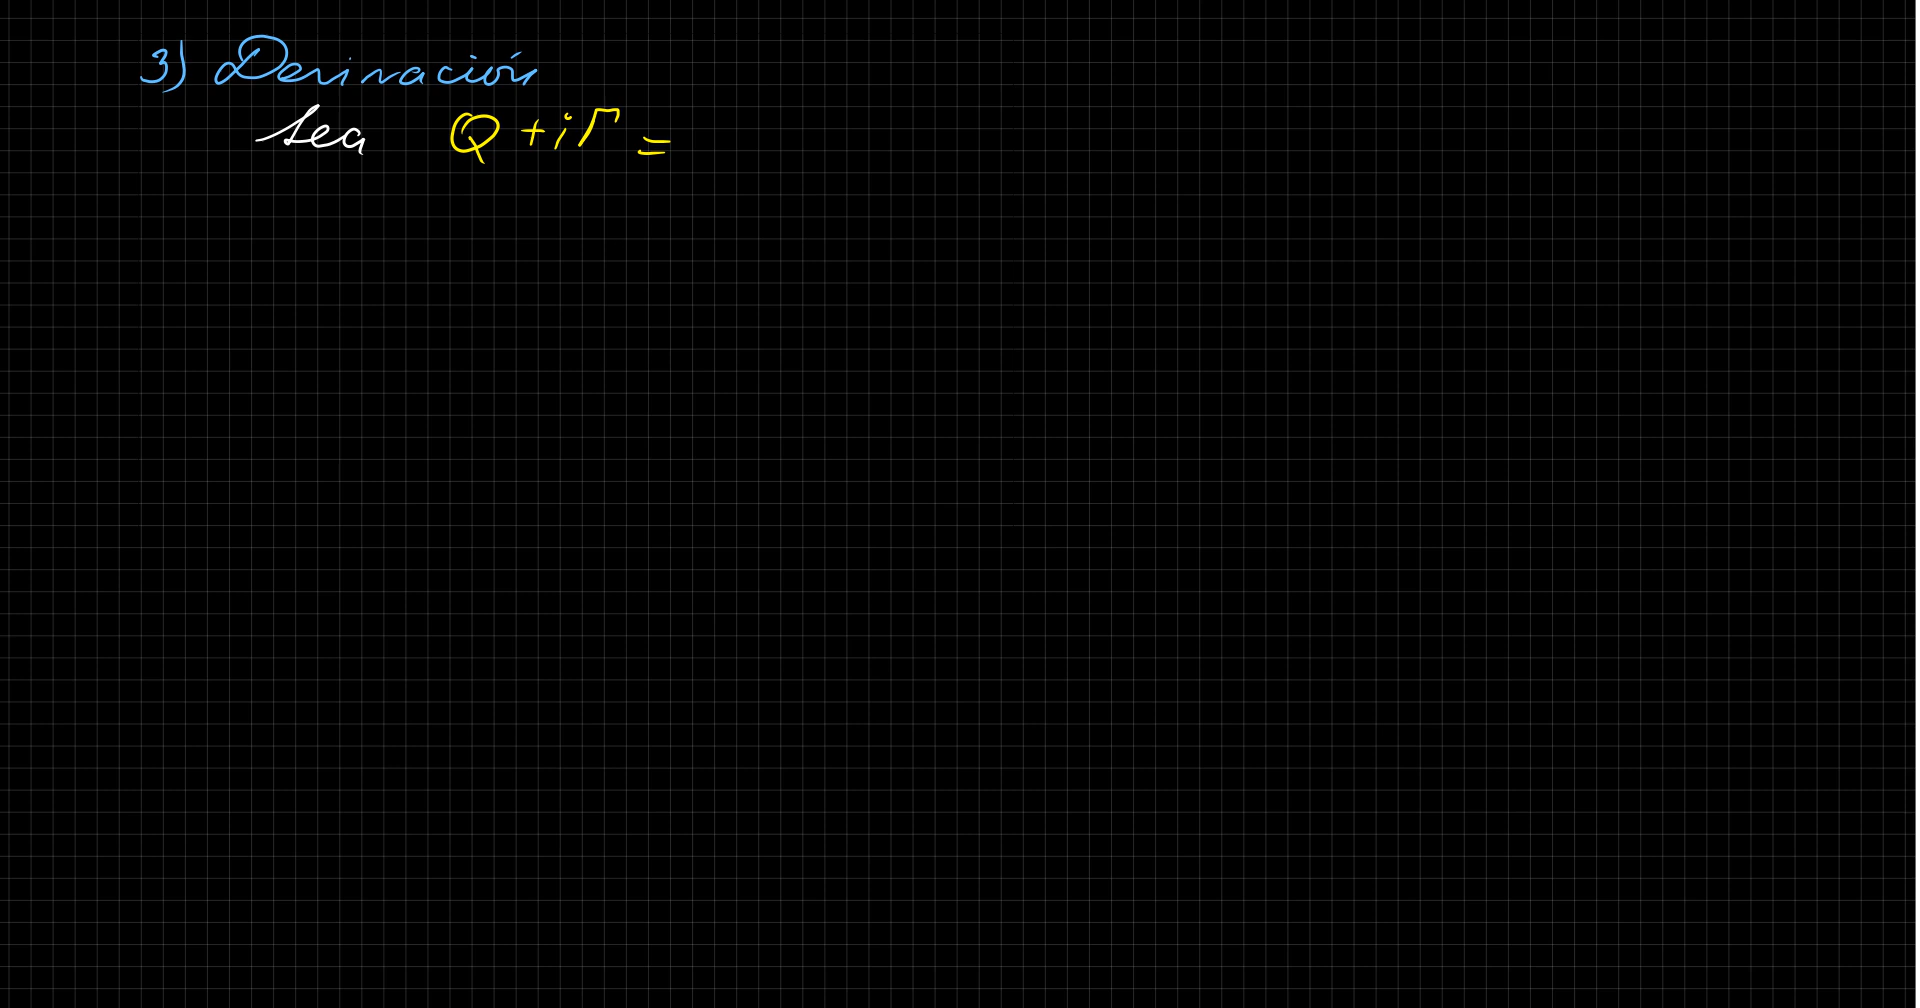 3) Derivación
Sea Q + iΓ =